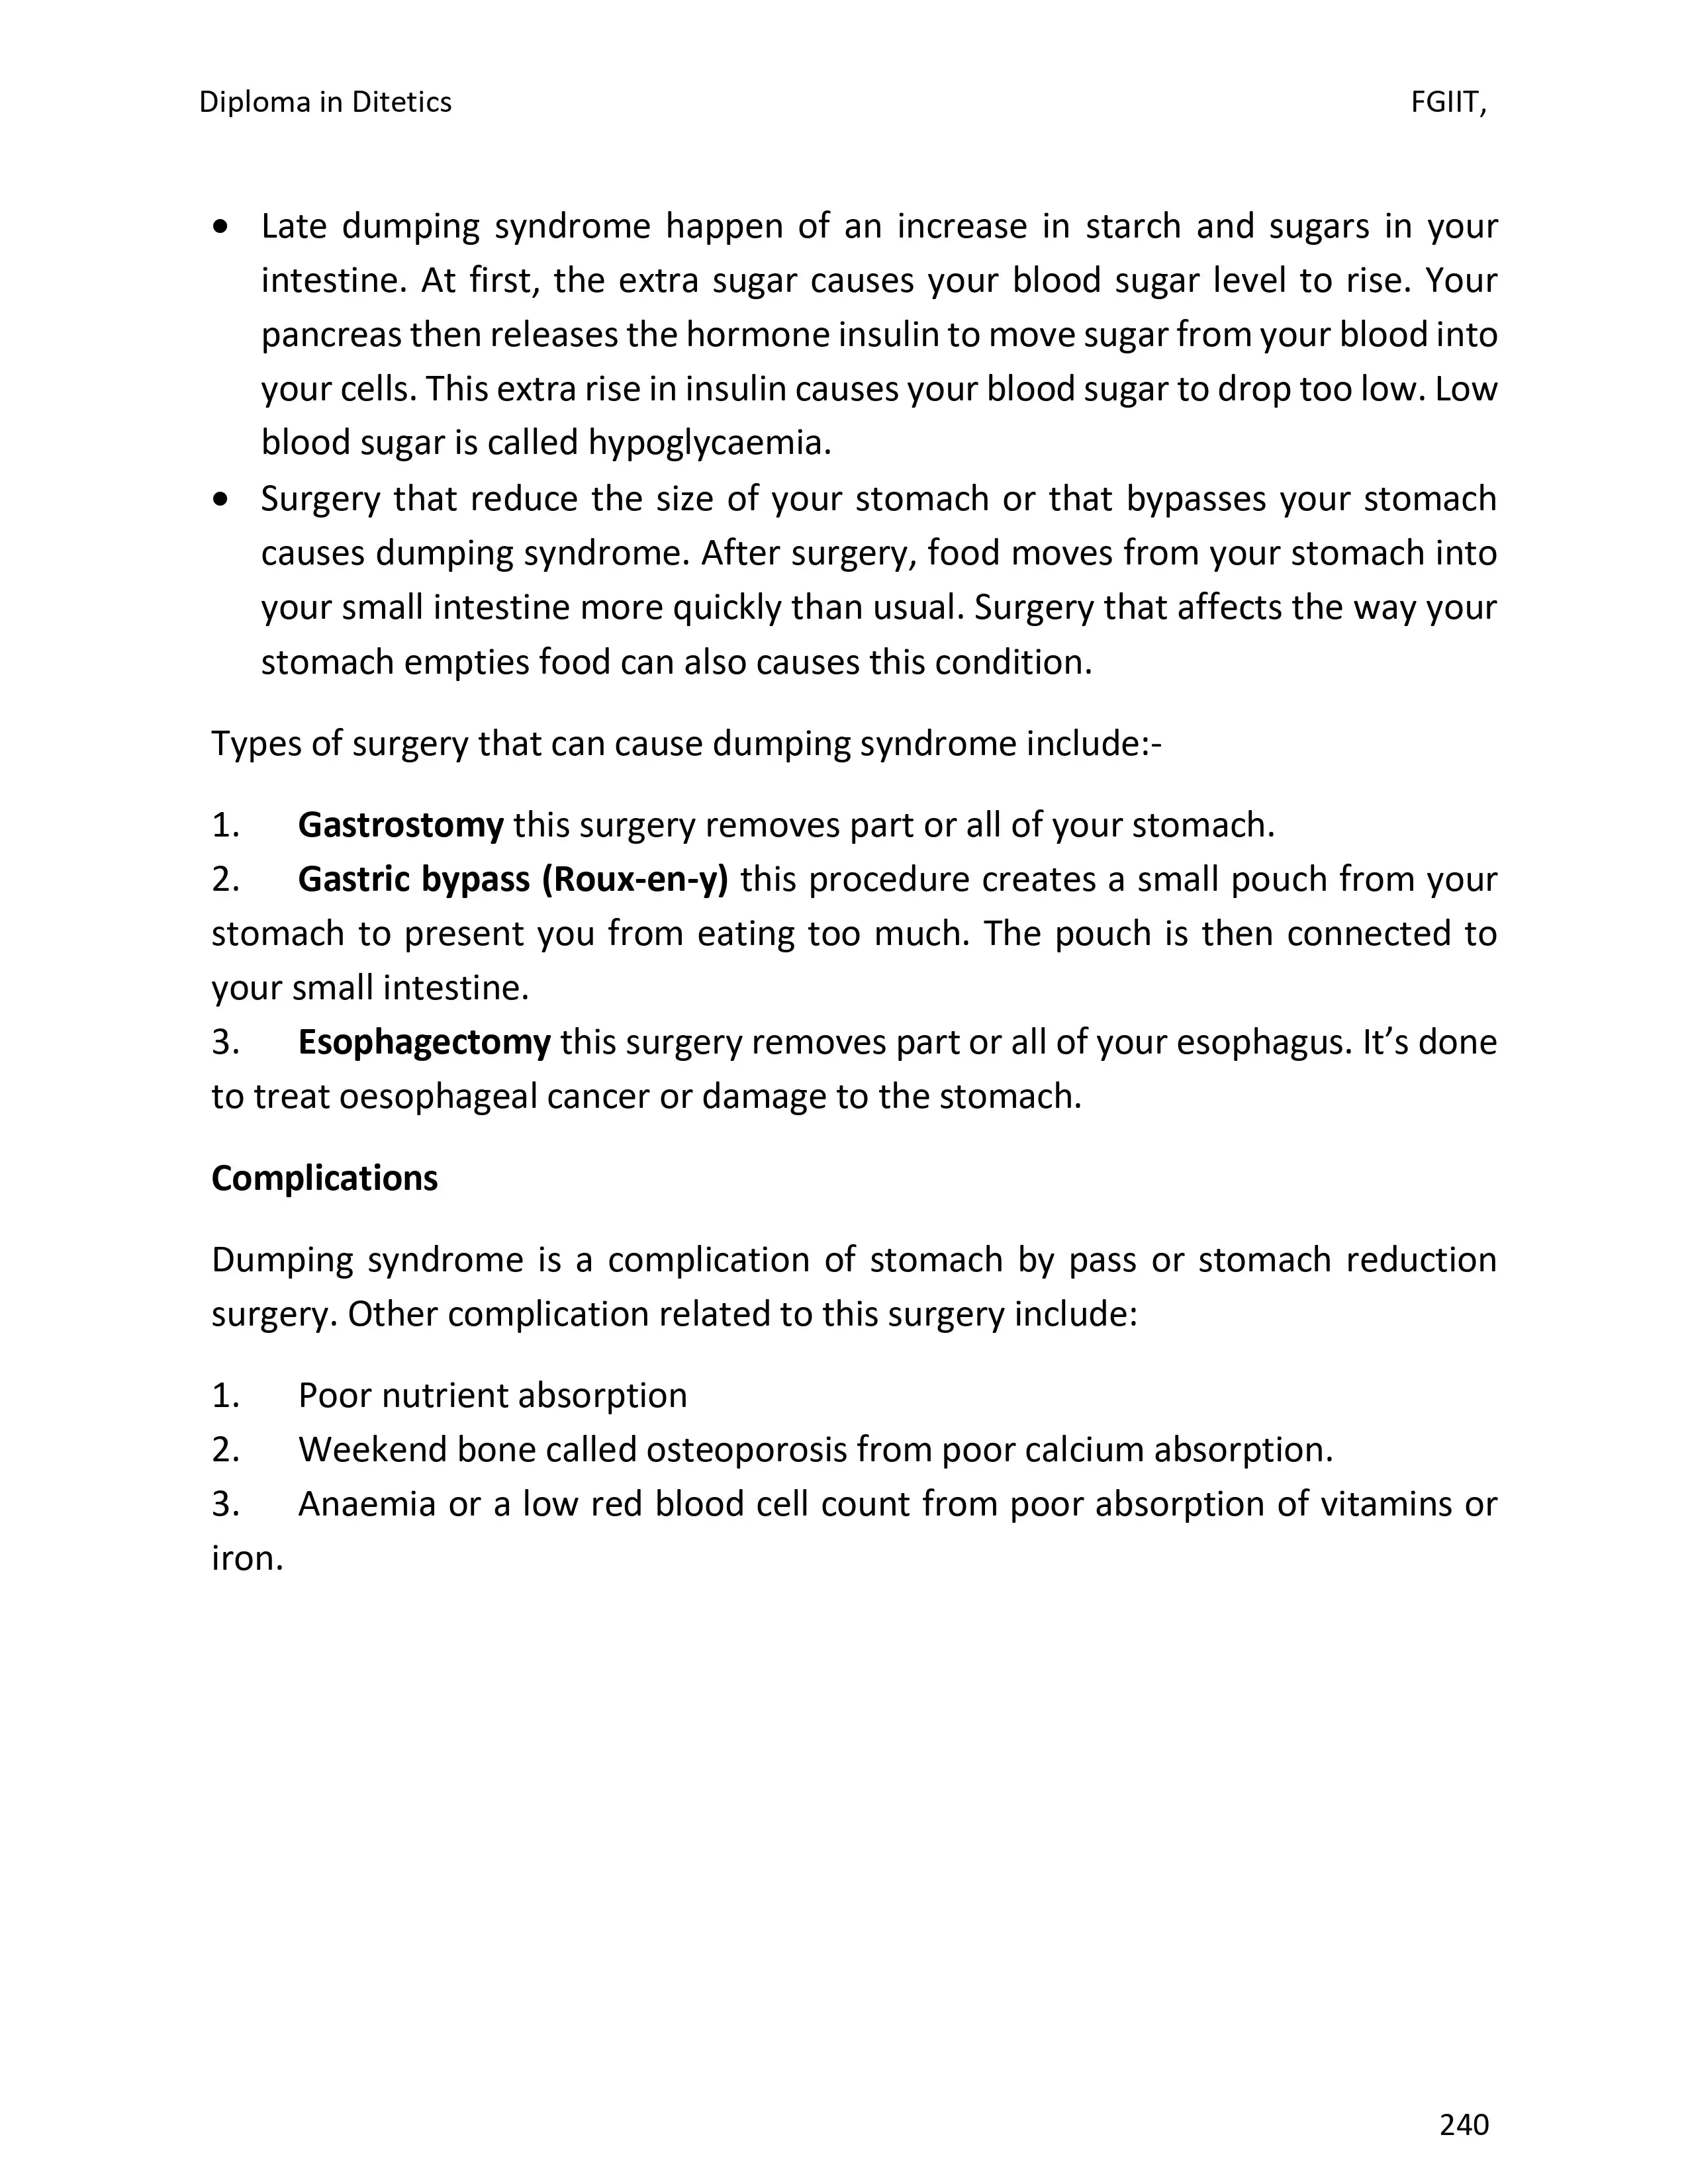 Diploma in Ditetics FGIIT,
• Late dumping syndrome happen of an increase in starch and sugars in your
intestine. At first, the extra sugar causes your blood sugar level to rise. Your
pancreas then releases the hormone insulin to move sugar from your blood into
your cells. This extra rise in insulin causes your blood sugar to drop too low. Low
blood sugar is called hypoglycaemia.
• Surgery that reduce the size of your stomach or that bypasses your stomach
causes dumping syndrome. After surgery, food moves from your stomach into
your small intestine more quickly than usual. Surgery that affects the way your
stomach empties food can also causes this condition.
Types of surgery that can cause dumping syndrome include:-
1. Gastrostomy this surgery removes part or all of your stomach.
2. Gastric bypass (Roux-en-y) this procedure creates a small pouch from your
stomach to present you from eating too much. The pouch is then connected to
your small intestine.
3. Esophagectomy this surgery removes part or all of your esophagus. It’s done
to treat oesophageal cancer or damage to the stomach.
Complications
Dumping syndrome is a complication of stomach by pass or stomach reduction
surgery. Other complication related to this surgery include:
1. Poor nutrient absorption
2. Weekend bone called osteoporosis from poor calcium absorption.
3. Anaemia or a low red blood cell count from poor absorption of vitamins or
iron.
240